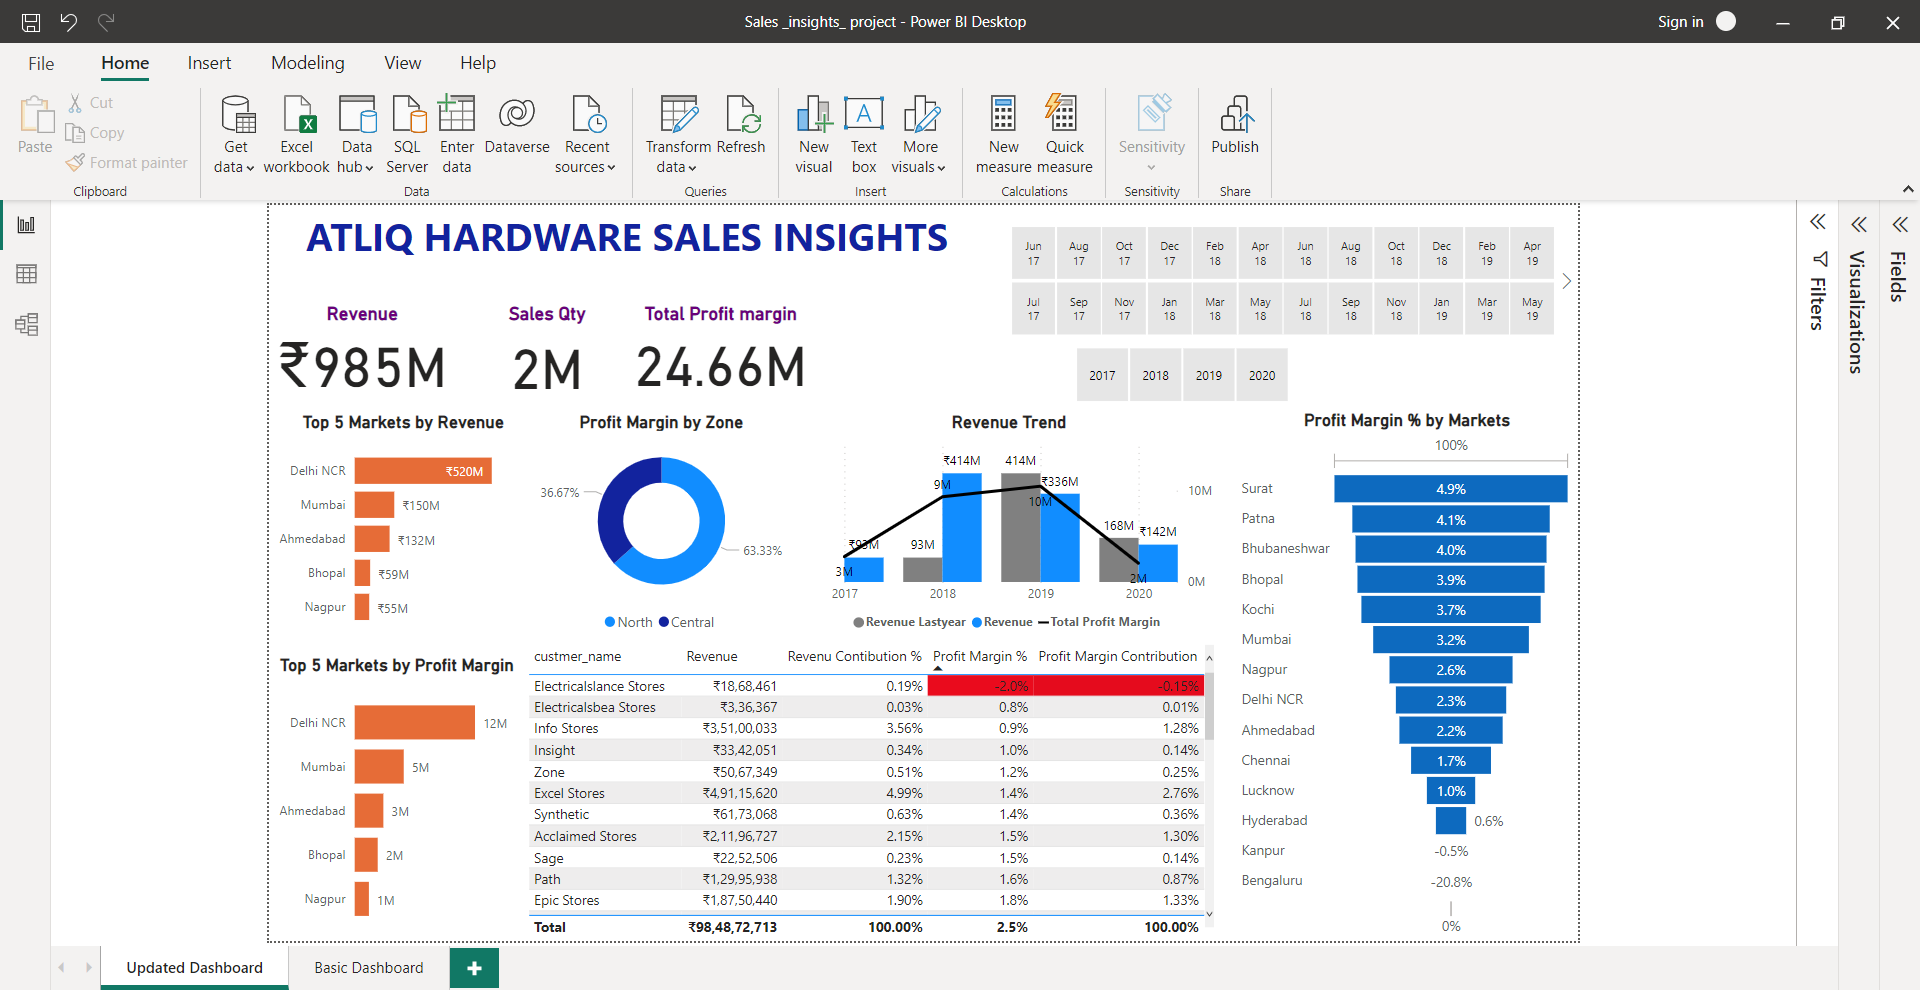 Sales _insights_ project - Power BI Desktop
Sign in
File Home Insert Modeling View Help
Paste
Cut
Copy
Format painter
Clipboard
Get data
Excel workbook
Data hub
SQL Server
Enter data
Dataverse
Recent sources
Data
Transform data
Refresh
Queries
New visual
Text box
More visuals
Insert
New measure
Quick measure
Calculations
Sensitivity
Sensitivity
Publish
Share
ATLIQ HARDWARE SALES INSIGHTS
Jun 17 Aug 17 Oct 17 Dec 17 Feb 18 Apr 18 Jun 18 Aug 18 Oct 18 Dec 18 Feb 19 Apr 19
Jul 17 Sep 17 Nov 17 Jan 18 Mar 18 May 18 Jul 18 Sep 18 Nov 18 Jan 19 Mar 19 May 19
2017 2018 2019 2020
Revenue
₹985M
Sales Qty
2M
Total Profit margin
24.66M
Top 5 Markets by Revenue
Delhi NCR ₹520M
Mumbai ₹150M
Ahmedabad ₹132M
Bhopal ₹59M
Nagpur ₹55M
Profit Margin by Zone
36.67%
63.33%
North Central
Revenue Trend
₹414M 414M
9M ₹336M
10M 10M
168M ₹142M
₹93M 93M
3M 2M 0M
2017 2018 2019 2020
Revenue Lastyear Revenue Total Profit Margin
Profit Margin % by Markets
100%
Surat 4.9%
Patna 4.1%
Bhubaneshwar 4.0%
Bhopal 3.9%
Kochi 3.7%
Mumbai 3.2%
Nagpur 2.6%
Delhi NCR 2.3%
Ahmedabad 2.2%
Chennai 1.7%
Lucknow 1.0%
Hyderabad 0.6%
Kanpur -0.5%
Bengaluru -20.8%
0%
Top 5 Markets by Profit Margin
Delhi NCR 12M
Mumbai 5M
Ahmedabad 3M
Bhopal 2M
Nagpur 1M
custmer_name Revenue Revenu Contibution % Profit Margin % Profit Margin Contribution
Electricalslance Stores ₹18,68,461 0.19% -2.0% -0.15%
Electricalsbea Stores ₹3,36,367 0.03% 0.8% 0.01%
Info Stores ₹3,51,00,033 3.56% 0.9% 1.28%
Insight ₹33,42,051 0.34% 1.0% 0.14%
Zone ₹50,67,349 0.51% 1.2% 0.25%
Excel Stores ₹4,91,15,620 4.99% 1.4% 2.76%
Synthetic ₹61,73,068 0.63% 1.4% 0.36%
Acclaimed Stores ₹2,11,96,727 2.15% 1.5% 1.30%
Sage ₹22,52,506 0.23% 1.5% 0.14%
Path ₹1,29,95,938 1.32% 1.6% 0.87%
Epic Stores ₹1,87,50,440 1.90% 1.8% 1.33%
Total ₹98,48,72,713 100.00% 2.5% 100.00%
Filters
Visualizations
Fields
Updated Dashboard Basic Dashboard